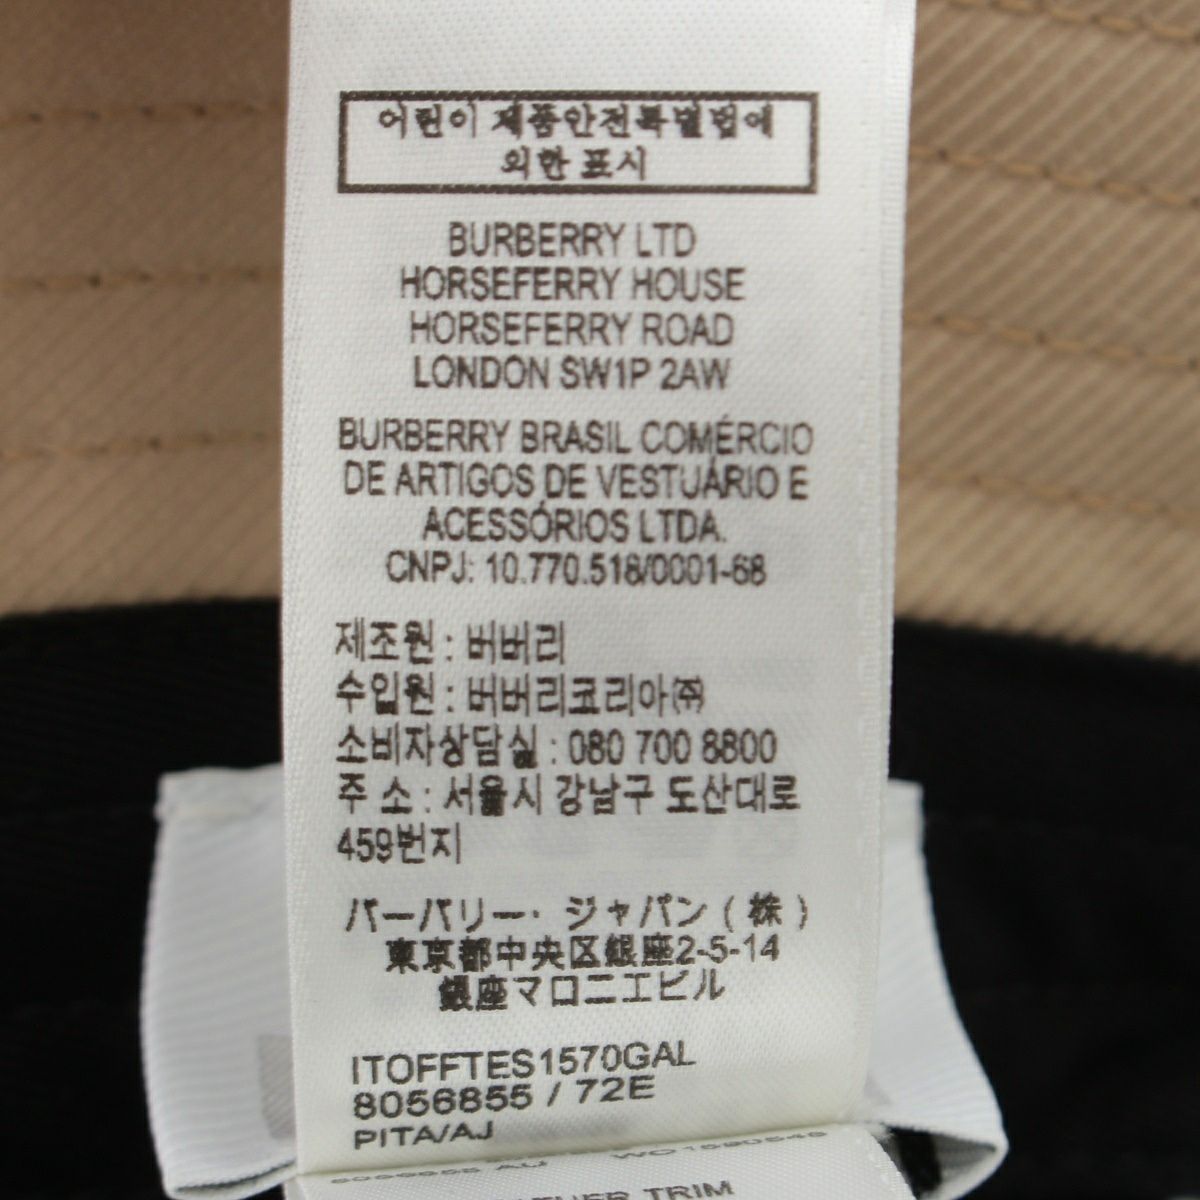 어린이 제품안전특별법에
의한 표시
BURBERRY LTD
HORSEFERRY HOUSE
HORSEFERRY ROAD
LONDON SW1P 2AW
BURBERRY BRASIL COMÉRCIO
DE ARTIGOS DE VESTUÁRIO E
ACESSÓRIOS LTDA.
CNPJ: 10.770.518/0001-68
제조원 : 버버리
수입원 : 버버리코리아㈜
소비자상담실 : 080 700 8800
주 소 : 서울시 강남구 도산대로
459번지
バーバリー・ジャパン ( 株 )
東京都中央区銀座2-5-14
銀座マロニエビル
ITOFFTES1570GAL
8056855 / 72E
PITA/AJ
TRIM